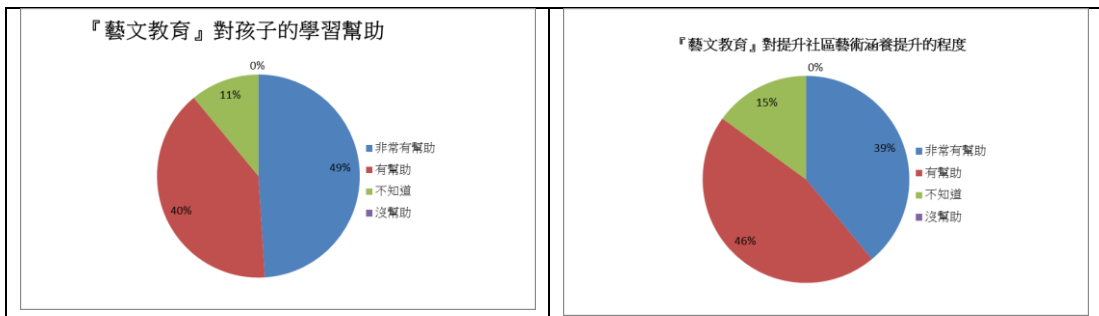 『藝文教育』對孩子的學習幫助
0%
11%
49%
40%
非常有幫助
有幫助
不知道
沒幫助
『藝文教育』對提升社區藝術涵養提升的程度
0%
15%
39%
46%
非常有幫助
有幫助
不知道
沒幫助